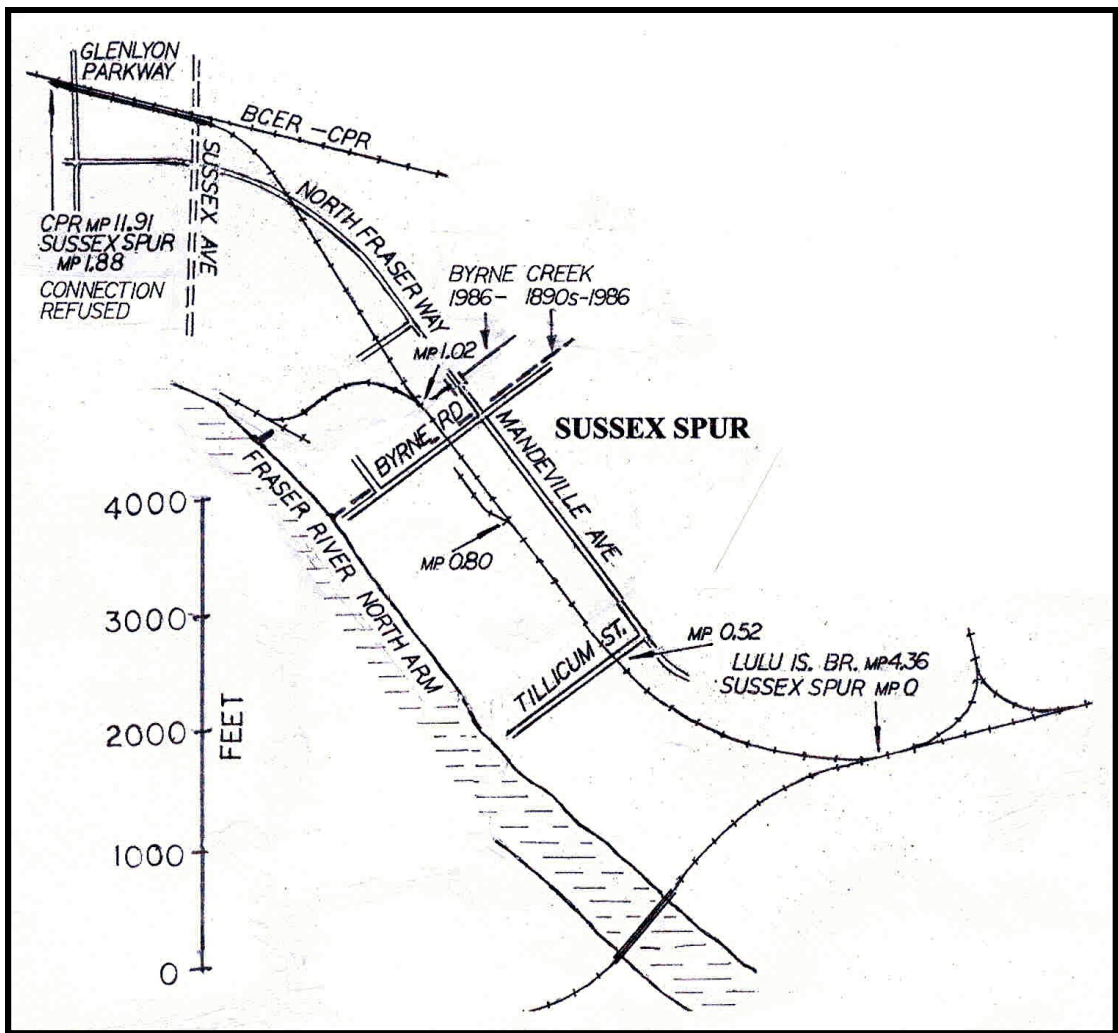 GLENLYON
PARKWAY
BCER - CPR
SUSSEX AVE
NORTH FRASER WAY
CPR MP 11.91
SUSSEX SPUR
MP 1.88
CONNECTION
REFUSED
BYRNE CREEK
1986- 1890s-1986
MP 1.02
BYRNE RD
MANDEVILLE AVE
SUSSEX SPUR
FRASER RIVER NORTH ARM
MP 0.80
TILLICUM ST.
MP 0.52
LULU IS. BR. MP 4.36
SUSSEX SPUR MP 0
4000
3000
2000
1000
0
FEET